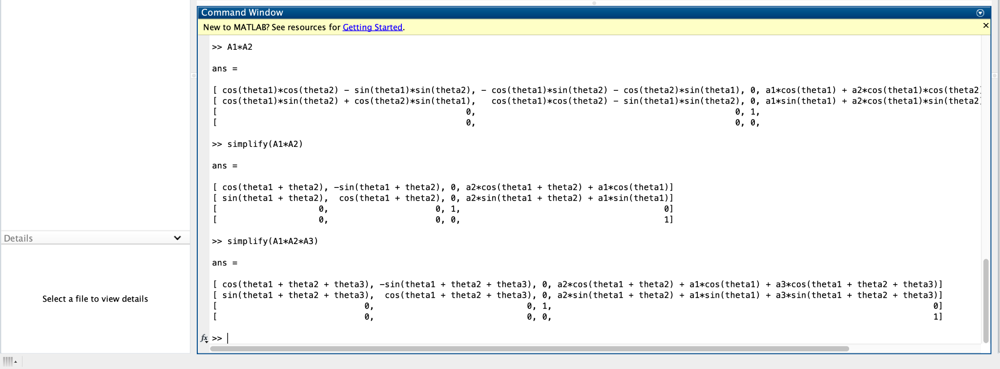 Command Window
New to MATLAB? See resources for Getting Started.
>> A1*A2
ans =
[ cos(theta1)*cos(theta2) - sin(theta1)*sin(theta2), - cos(theta1)*sin(theta2) - cos(theta2)*sin(theta1), 0, a1*cos(theta1) + a2*cos(theta1)*cos(theta2)
[ cos(theta1)*sin(theta2) + cos(theta2)*sin(theta1),   cos(theta1)*cos(theta2) - sin(theta1)*sin(theta2), 0, a1*sin(theta1) + a2*cos(theta1)*sin(theta2)
[ 0, 0, 1,
[ 0, 0, 0,
>> simplify(A1*A2)
ans =
[ cos(theta1 + theta2), -sin(theta1 + theta2), 0, a2*cos(theta1 + theta2) + a1*cos(theta1)]
[ sin(theta1 + theta2),  cos(theta1 + theta2), 0, a2*sin(theta1 + theta2) + a1*sin(theta1)]
[ 0, 0, 1, 0]
[ 0, 0, 0, 1]
>> simplify(A1*A2*A3)
ans =
[ cos(theta1 + theta2 + theta3), -sin(theta1 + theta2 + theta3), 0, a2*cos(theta1 + theta2) + a1*cos(theta1) + a3*cos(theta1 + theta2 + theta3)]
[ sin(theta1 + theta2 + theta3),  cos(theta1 + theta2 + theta3), 0, a2*sin(theta1 + theta2) + a1*sin(theta1) + a3*sin(theta1 + theta2 + theta3)]
[ 0, 0, 1, 0]
[ 0, 0, 0, 1]
fx >>
Details
Select a file to view details